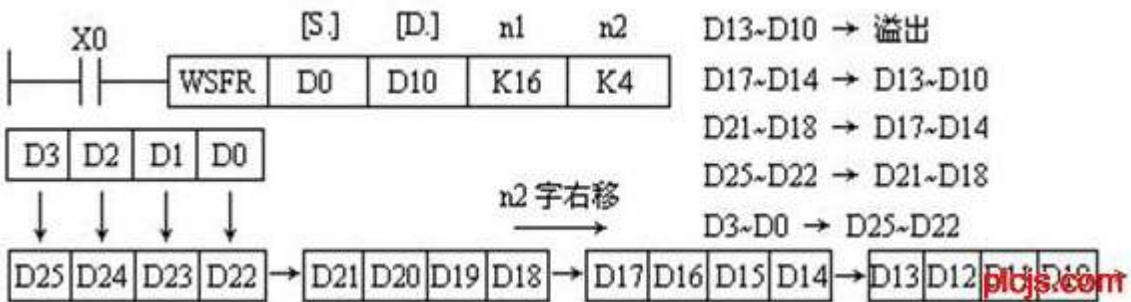 [S.] [D.] n1 n2
X0
WSFR D0 D10 K16 K4
D3 D2 D1 D0
n2 字右移
D25 D24 D23 D22 → D21 D20 D19 D18 → D17 D16 D15 D14 → D13 D12
D13~D10 → 溢出
D17~D14 → D13~D10
D21~D18 → D17~D14
D25~D22 → D21~D18
D3~D0 → D25~D22
plcjs.com